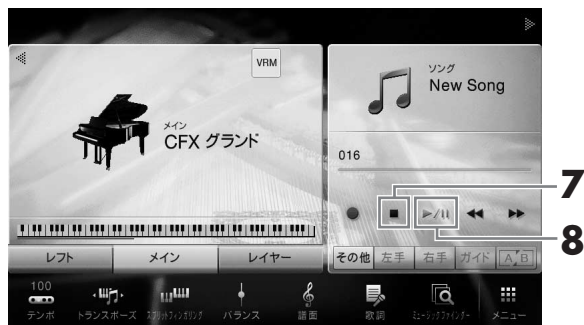 VRM
メイン
CFX グランド
ソング
New Song
016
7
8
レフト
メイン
レイヤー
その他
左手
右手
ガイド
A B
100
テンポ
トランスポーズ
スプリットフィンガリング
バランス
譜面
歌詞
ミュージックファインダー
メニュー